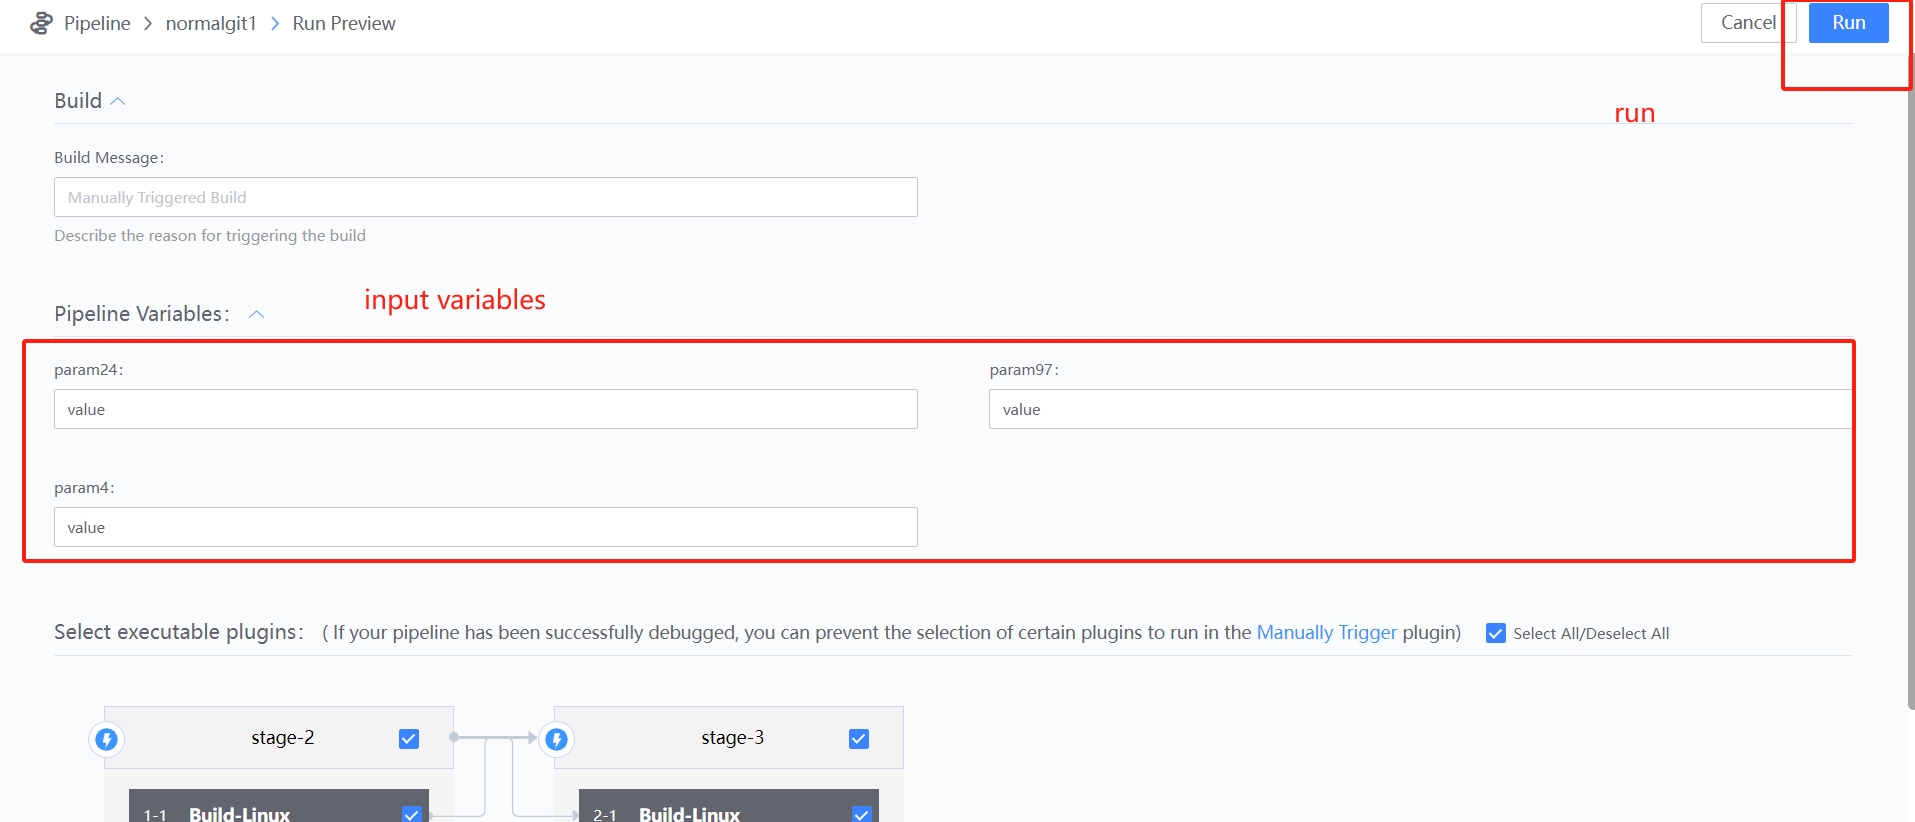 Pipeline > normalgit1 > Run Preview
Cancel
Run
Build
run
Build Message:
Manually Triggered Build
Describe the reason for triggering the build
input variables
Pipeline Variables:
param24:
param97:
value
value
param4:
value
Select executable plugins: ( If your pipeline has been successfully debugged, you can prevent the selection of certain plugins to run in the Manually Trigger plugin) Select All/Deselect All
stage-2
stage-3
1-1 Build-Linux
2-1 Build-Linux